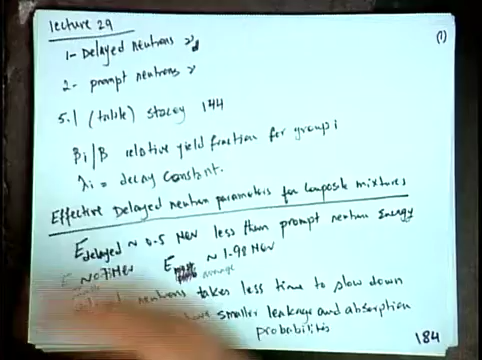 lecture 29
(1)
1- Delayed neutrons
2- prompt neutrons
5.1 (table) stacey 144
βi/β relative yield fraction for group i
λi = decay constant.
Effective Delayed neutron parameters for composite mixtures
Edelayed ~ 0.5 MeV less than prompt neutron Energy
E average ~ 1.98 MeV
neutrons takes less time to slow down
smaller leakage and absorption
probabilities
184